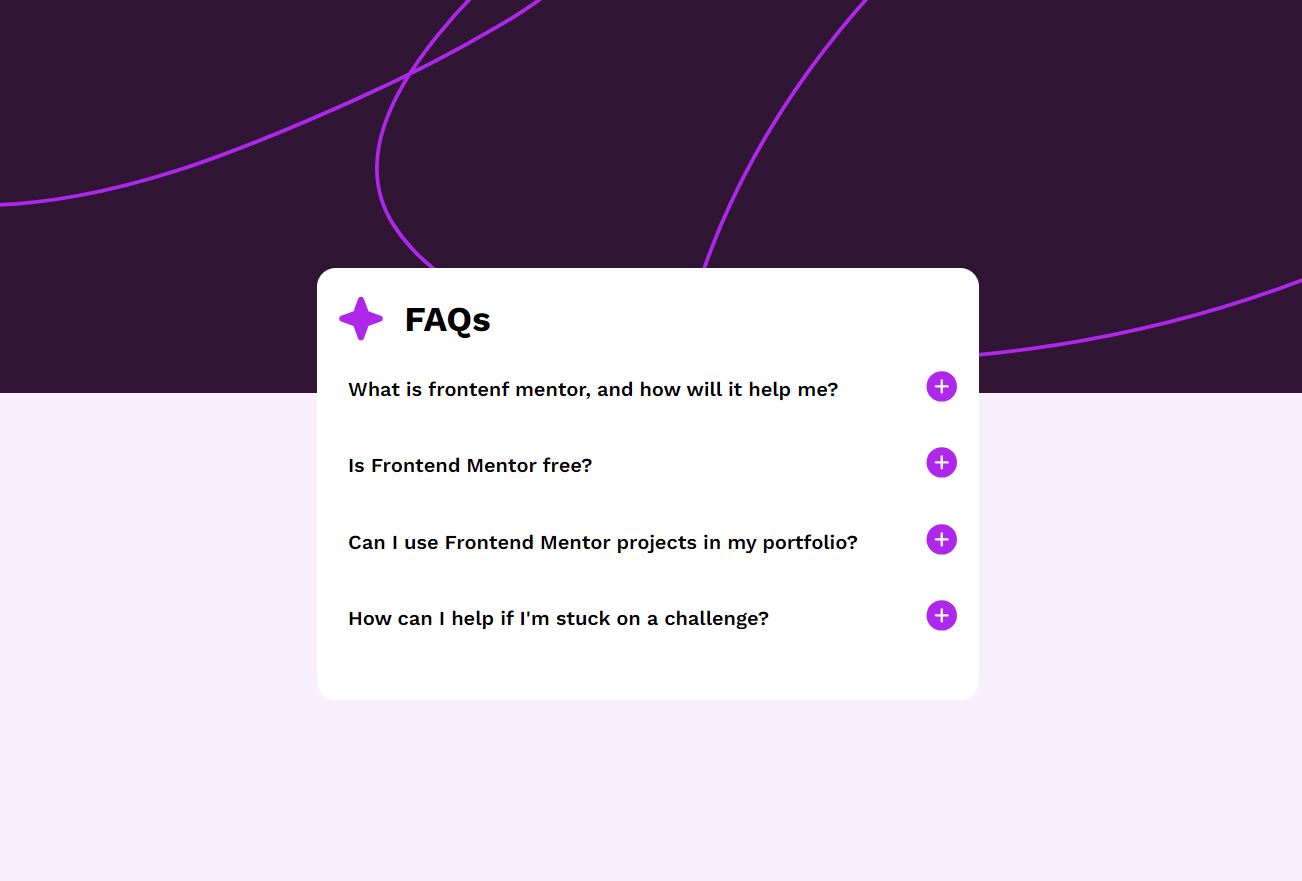 FAQs
What is frontenf mentor, and how will it help me?
Is Frontend Mentor free?
Can I use Frontend Mentor projects in my portfolio?
How can I help if I'm stuck on a challenge?